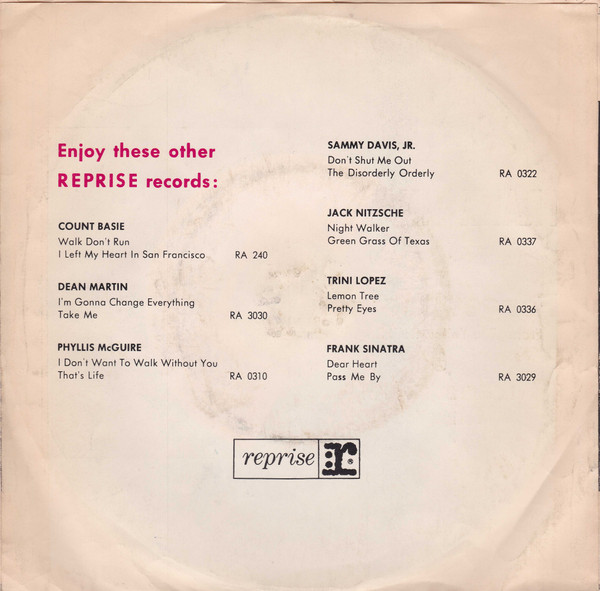 Enjoy these other
REPRISE records:
COUNT BASIE
Walk Don't Run
I Left My Heart In San Francisco RA 240
DEAN MARTIN
I'm Gonna Change Everything
Take Me RA 3030
PHYLLIS McGUIRE
I Don't Want To Walk Without You
That's Life RA 0310
SAMMY DAVIS, JR.
Don't Shut Me Out
The Disorderly Orderly RA 0322
JACK NITZSCHE
Night Walker
Green Grass Of Texas RA 0337
TRINI LOPEZ
Lemon Tree
Pretty Eyes RA 0336
FRANK SINATRA
Dear Heart
Pass Me By RA 3029
reprise r®